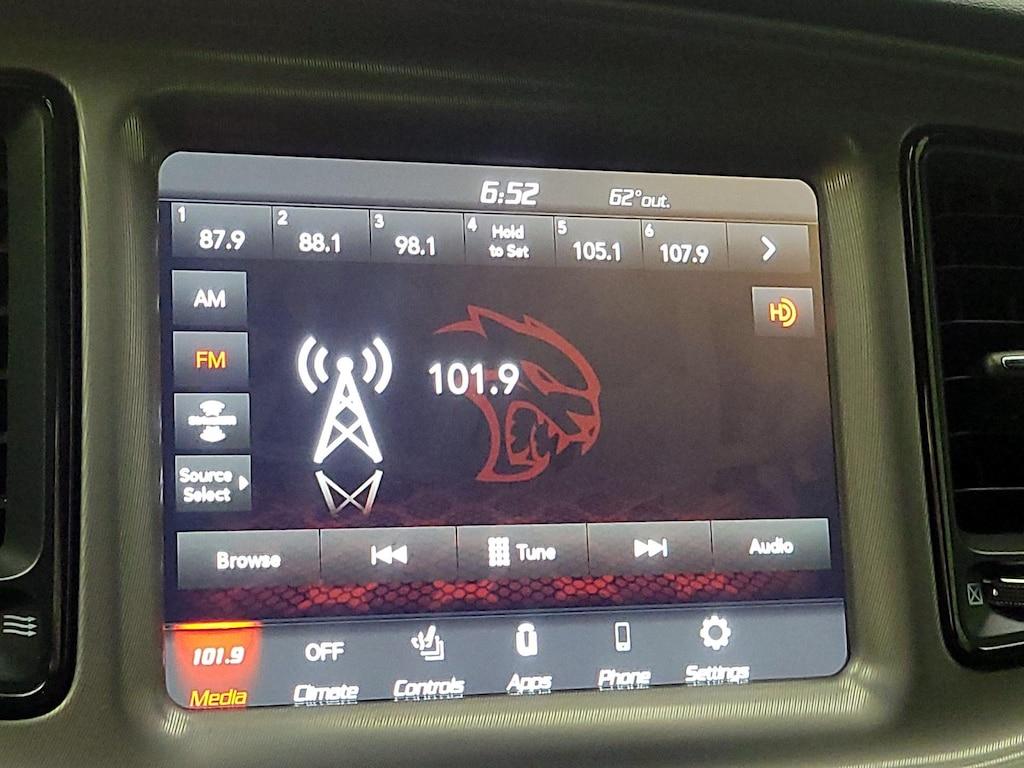 6:52 62°out.
1 87.9 2 88.1 3 98.1 4 Hold to Set 5 105.1 6 107.9
AM
HD
FM
101.9
Source
Select
Browse Tune Audio
101.9 OFF
Media Climate Controls Apps Phone Settings